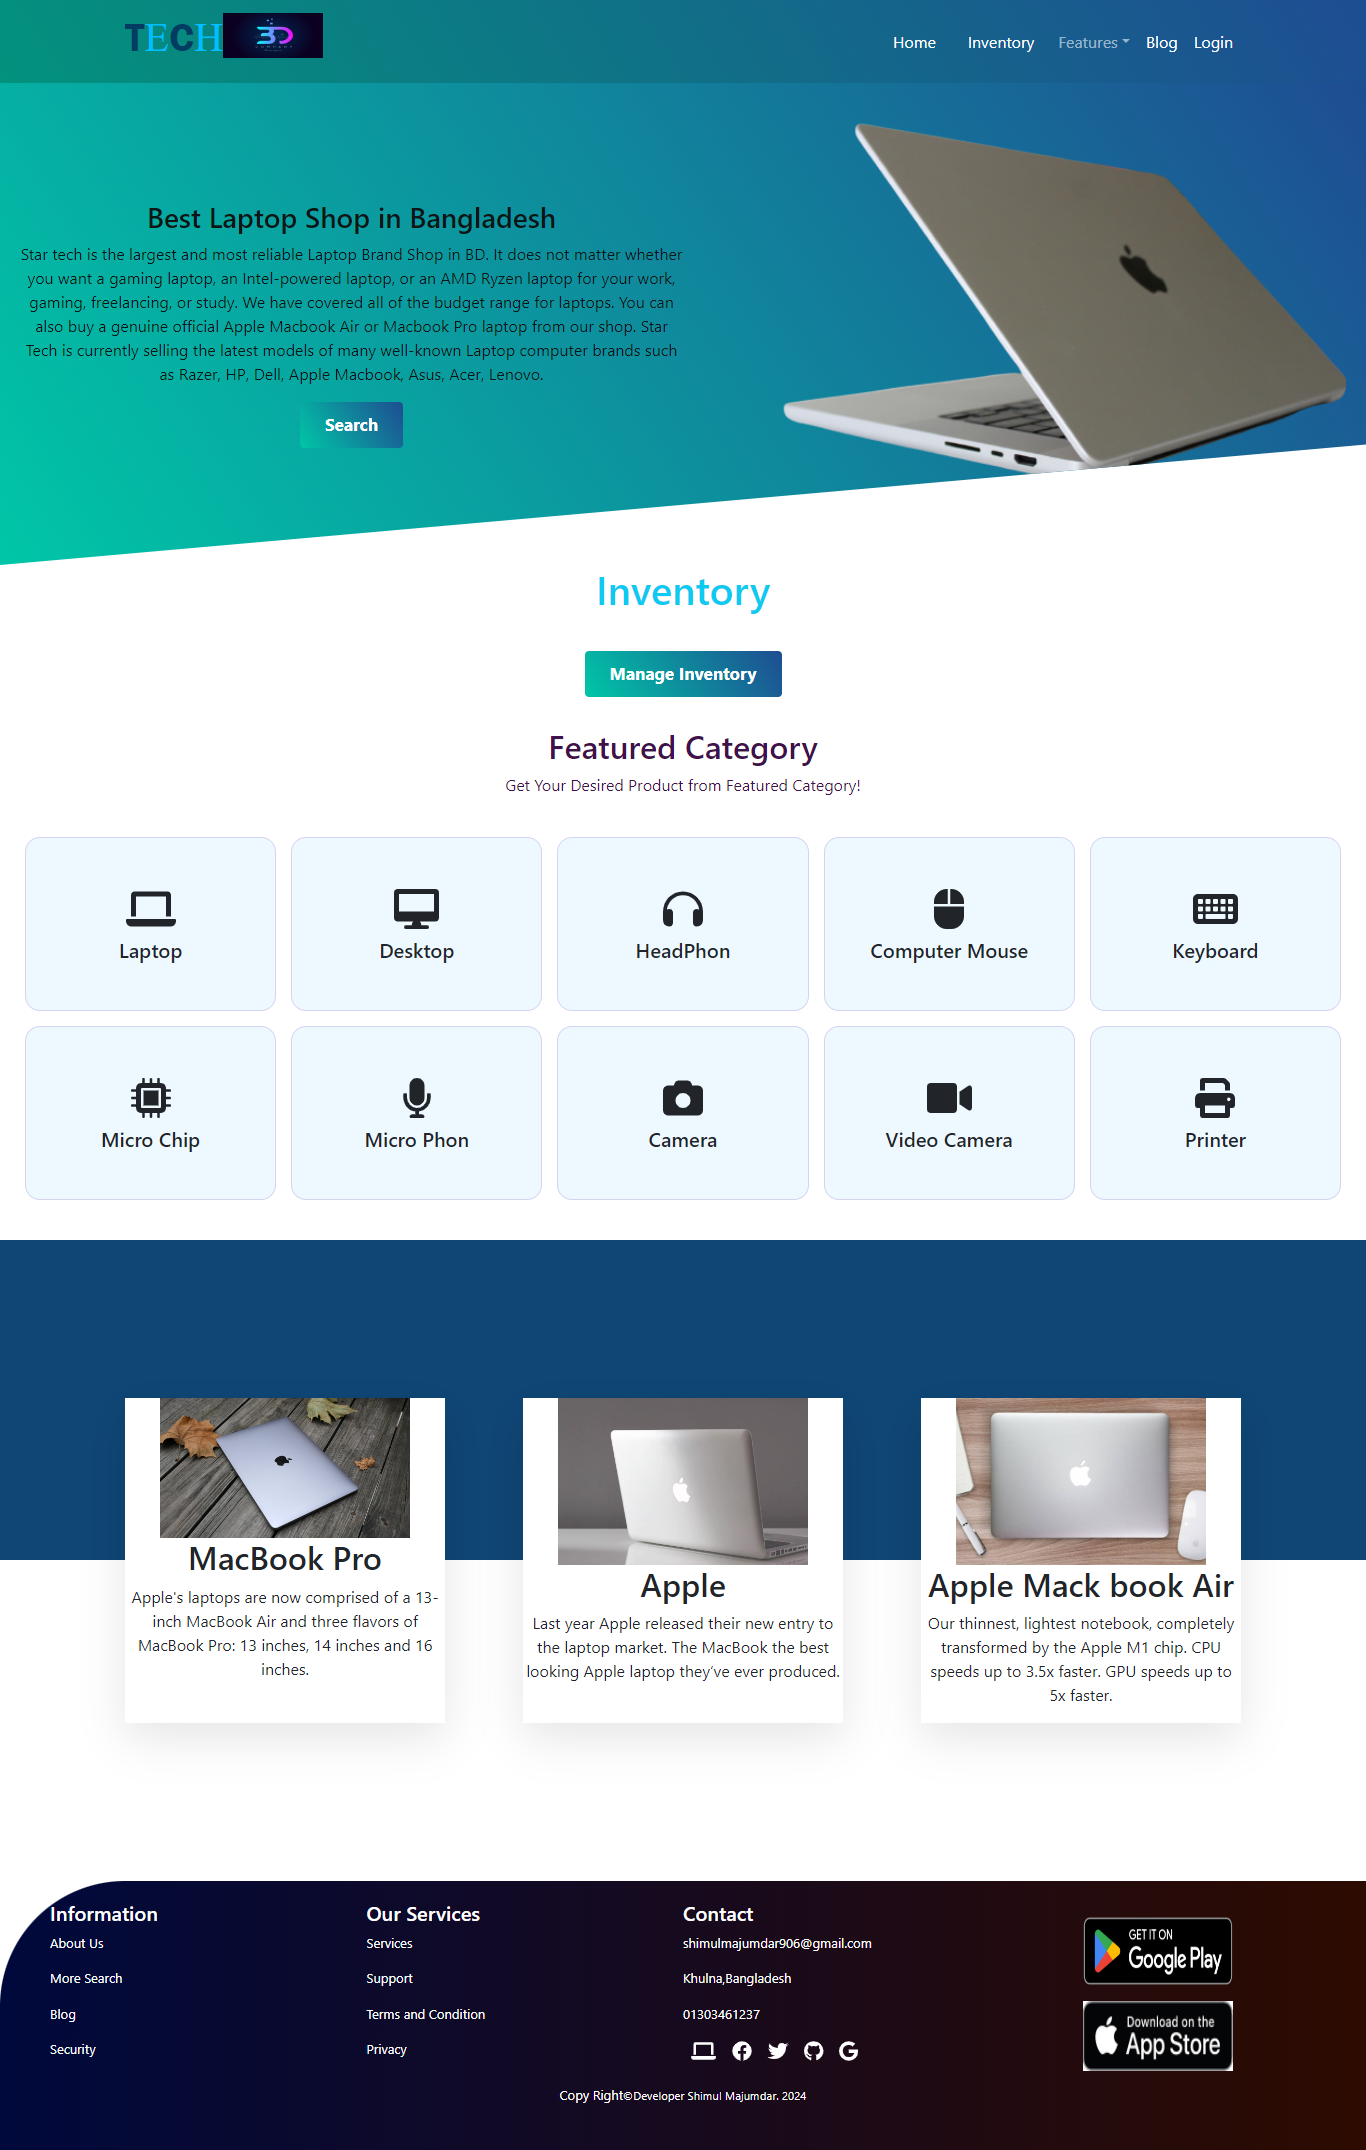 TECH
Home Inventory Features Blog Login
Best Laptop Shop in Bangladesh
Star tech is the largest and most reliable Laptop Brand Shop in BD. It does not matter whether
you want a gaming laptop, an Intel-powered laptop, or an AMD Ryzen laptop for your work,
gaming, freelancing, or study. We have covered all of the budget range for laptops. You can
also buy a genuine official Apple Macbook Air or Macbook Pro laptop from our shop. Star
Tech is currently selling the latest models of many well-known Laptop computer brands such
as Razer, HP, Dell, Apple Macbook, Asus, Acer, Lenovo.
Search
Inventory
Manage Inventory
Featured Category
Get Your Desired Product from Featured Category!
Laptop Desktop HeadPhon Computer Mouse Keyboard
Micro Chip Micro Phon Camera Video Camera Printer
MacBook Pro
Apple's laptops are now comprised of a 13-
inch MacBook Air and three flavors of
MacBook Pro: 13 inches, 14 inches and 16
inches.
Apple
Last year Apple released their new entry to
the laptop market. The MacBook the best
looking Apple laptop they've ever produced.
Apple Mack book Air
Our thinnest, lightest notebook, completely
transformed by the Apple M1 chip. CPU
speeds up to 3.5x faster. GPU speeds up to
5x faster.
Information
About Us
More Search
Blog
Security
Our Services
Services
Support
Terms and Condition
Privacy
Contact
shimulmajumdar906@gmail.com
Khulna,Bangladesh
01303461237
GET IT ON
Google Play
Download on the
App Store
Copy Right©Developer Shimul Majumdar. 2024